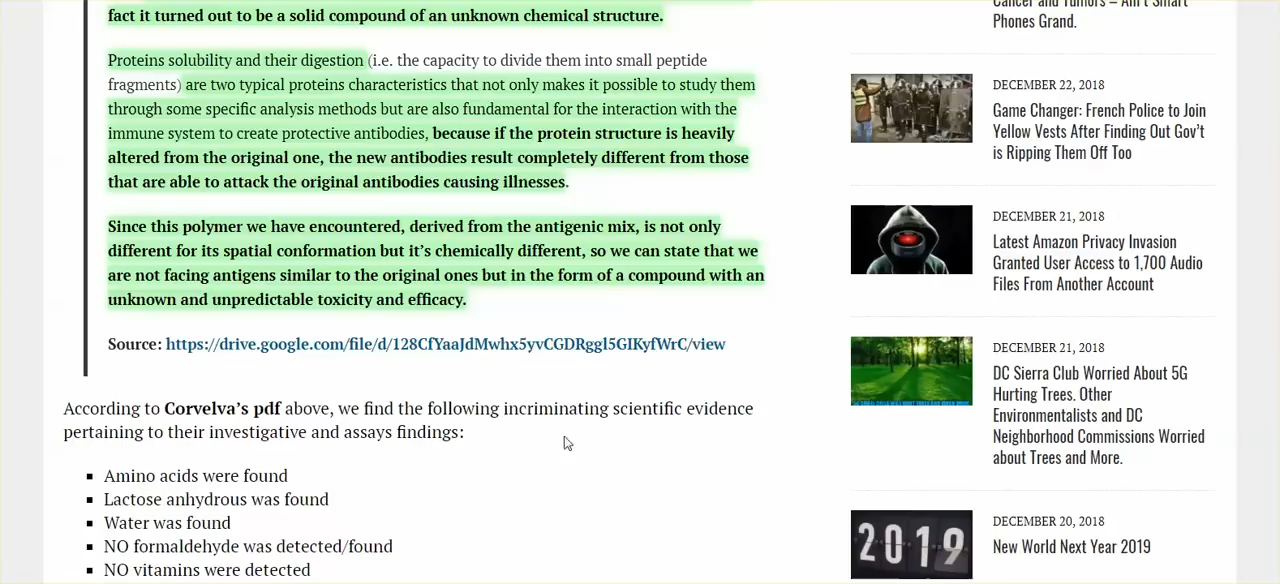 fact it turned out to be a solid compound of an unknown chemical structure.
Proteins solubility and their digestion (i.e. the capacity to divide them into small peptide
fragments) are two typical proteins characteristics that not only makes it possible to study them
through some specific analysis methods but are also fundamental for the interaction with the
immune system to create protective antibodies, because if the protein structure is heavily
altered from the original one, the new antibodies result completely different from those
that are able to attack the original antibodies causing illnesses.
Since this polymer we have encountered, derived from the antigenic mix, is not only
different for its spatial conformation but it’s chemically different, so we can state that we
are not facing antigens similar to the original ones but in the form of a compound with an
unknown and unpredictable toxicity and efficacy.
Source: https://drive.google.com/file/d/128CfYaaJdMwhx5yvCGDRggl5GIKyfWrC/view
According to Corvelva’s pdf above, we find the following incriminating scientific evidence
pertaining to their investigative and assays findings:
Amino acids were found
Lactose anhydrous was found
Water was found
NO formaldehyde was detected/found
NO vitamins were detected
Cancer and Tumors – Ain’t Smart
Phones Grand.
DECEMBER 22, 2018
Game Changer: French Police to Join
Yellow Vests After Finding Out Gov’t
is Ripping Them Off Too
DECEMBER 21, 2018
Latest Amazon Privacy Invasion
Granted User Access to 1,700 Audio
Files From Another Account
DECEMBER 21, 2018
DC Sierra Club Worried About 5G
Hurting Trees. Other
Environmentalists and DC
Neighborhood Commissions Worried
about Trees and More.
DECEMBER 20, 2018
New World Next Year 2019
2019